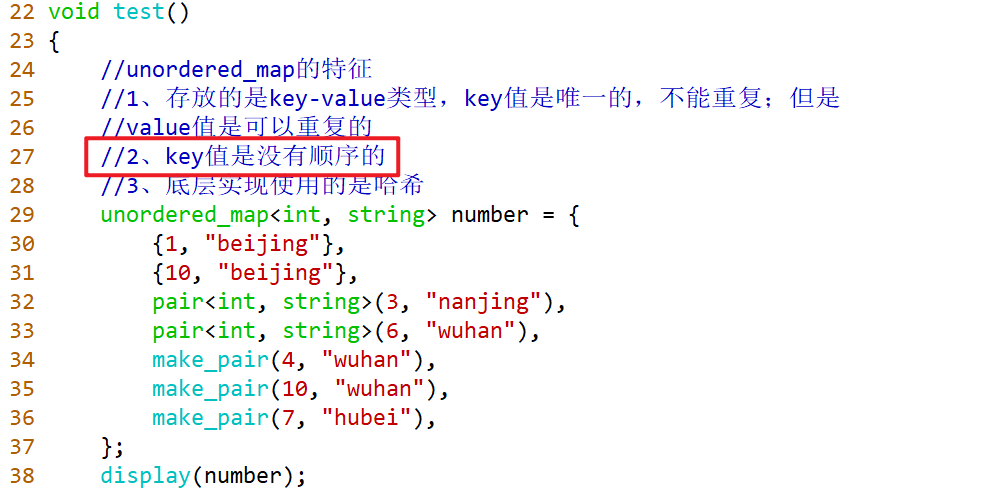 22 void test()
23 {
24     //unordered_map的特征
25     //1、存放的是key-value类型，key值是唯一的，不能重复；但是
26     //value值是可以重复的
27     //2、key值是没有顺序的
28     //3、底层实现使用的是哈希
29     unordered_map<int, string> number = {
30         {1, "beijing"},
31         {10, "beijing"},
32         pair<int, string>(3, "nanjing"),
33         pair<int, string>(6, "wuhan"),
34         make_pair(4, "wuhan"),
35         make_pair(10, "wuhan"),
36         make_pair(7, "hubei"),
37     };
38     display(number);